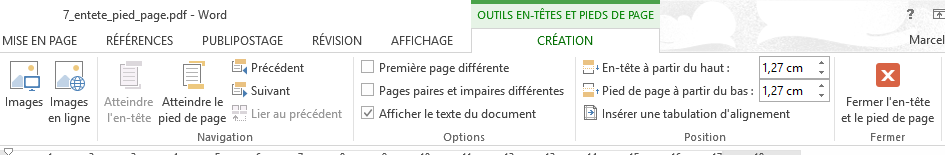 7_entete_pied_page.pdf - Word
OUTILS EN-TÊTES ET PIEDS DE PAGE
?
MISE EN PAGE RÉFÉRENCES PUBLIPOSTAGE RÉVISION AFFICHAGE CRÉATION Marcel
Images
Images en ligne
Atteindre l'en-tête
Atteindre le pied de page
Précédent
Suivant
Lier au précédent
Navigation
Première page différente
Pages paires et impaires différentes
Afficher le texte du document
Options
En-tête à partir du haut : 1,27 cm
Pied de page à partir du bas : 1,27 cm
Insérer une tabulation d'alignement
Position
Fermer l'en-tête
et le pied de page
Fermer